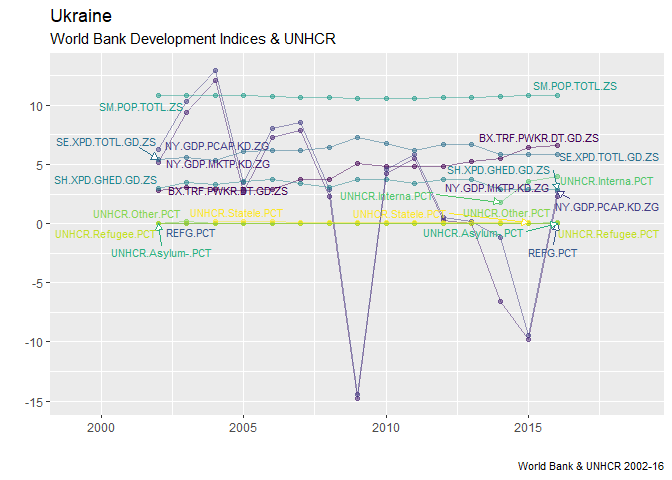 Ukraine
World Bank Development Indices & UNHCR
SM.POP.TOTL.ZS
10
SM.POP.TOTL.ZS
SE.XPD.TOTL.GD.ZS
NY.GDP.PCAP.KD.ZG
BX.TRF.PWKR.DT.GD.ZS
SE.XPD.TOTL.GD.ZS
5
NY.GDP.MKTP.KD.ZG
SH.XPD.GHED.GD.ZS
SH.XPD.GHED.GD.ZS
UNHCR.Interna.PCT
BX.TRF.PWKR.DT.GD.ZS
UNHCR.Interna.PCT
NY.GDP.MKTP.KD.ZG
NY.GDP.PCAP.KD.ZG
UNHCR.Other.PCT
UNHCR.Statele.PCT
UNHCR.Statele.PCT
UNHCR.Other.PCT
0
UNHCR.Refugee.PCT
REFG.PCT
UNHCR.Asylum-.PCT
UNHCR.Refugee.PCT
UNHCR.Asylum-.PCT
REFG.PCT
-5
-10
-15
2000
2005
2010
2015
World Bank & UNHCR 2002-16